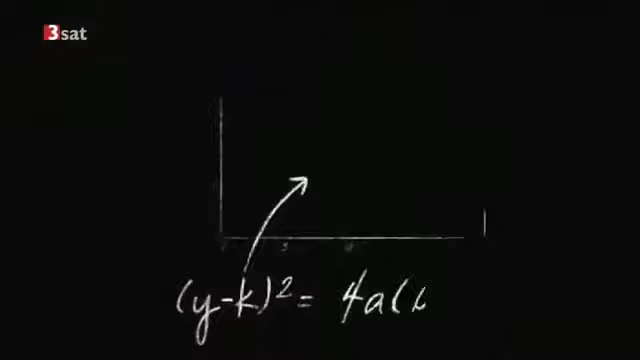 3sat
(y-k)² = 4a(